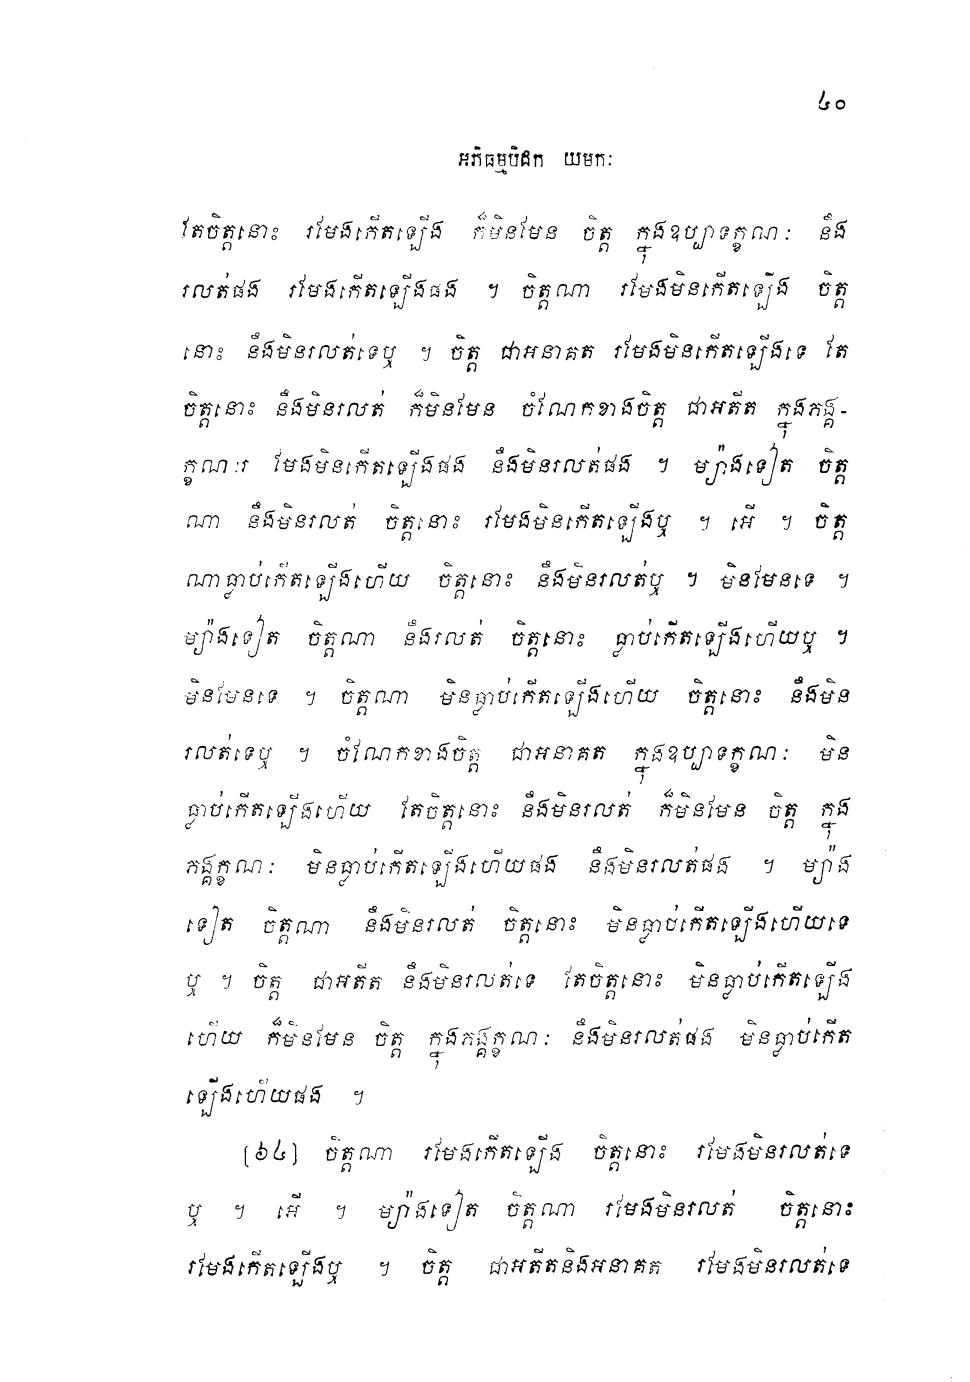 ៤០
អភិធម្មបិដក យមកៈ
តែចិត្តនោះ រមែងកើតឡើង ក៏មិនមែន ចិត្ត ក្នុងឧប្បាទក្ខណៈ នឹង
រលត់ផង រមែងកើតឡើងផង ។ ចិត្តណា រមែងមិនកើតឡើង ចិត្ត
នោះ នឹងមិនរលត់ទេឬ ។ ចិត្ត ជាអនាគត រមែងមិនកើតឡើងទេ តែ
ចិត្តនោះ នឹងមិនរលត់ ក៏មិនមែន ចំណែកខាងចិត្ត ជាអតីត ក្នុងភង្គ-
ក្ខណៈរ មែងមិនកើតឡើងផង នឹងមិនរលត់ផង ។ ម្យ៉ាងទៀត ចិត្ត
ណា នឹងមិនរលត់ ចិត្តនោះ រមែងមិនកើតឡើងឬ ។ អើ ។ ចិត្ត
ណាធ្លាប់កើតឡើងហើយ ចិត្តនោះ នឹងមិនរលត់ឬ ។ មិនមែនទេ ។
ម្យ៉ាងទៀត ចិត្តណា នឹងរលត់ ចិត្តនោះ ធ្លាប់កើតឡើងហើយឬ ។
មិនមែនទេ ។ ចិត្តណា មិនធ្លាប់កើតឡើងហើយ ចិត្តនោះ នឹងមិន
រលត់ទេឬ ។ ចំណែកខាងចិត្ត ជាអនាគត ក្នុងឧប្បាទក្ខណៈ មិន
ធ្លាប់កើតឡើងហើយ តែចិត្តនោះ នឹងមិនរលត់ ក៏មិនមែន ចិត្ត ក្នុង
ភង្គក្ខណៈ មិនធ្លាប់កើតឡើងហើយផង នឹងមិនរលត់ផង ។ ម្យ៉ាង
ទៀត ចិត្តណា នឹងមិនរលត់ ចិត្តនោះ មិនធ្លាប់កើតឡើងហើយទេ
ឬ ។ ចិត្ត ជាអតីត នឹងមិនរលត់ទេ តែចិត្តនោះ មិនធ្លាប់កើតឡើង
ហើយ ក៏មិនមែន ចិត្ត ក្នុងភង្គក្ខណៈ នឹងមិនរលត់ផង មិនធ្លាប់កើត
ឡើងហើយផង ។
[៦៤] ចិត្តណា រមែងកើតឡើង ចិត្តនោះ រមែងមិនរលត់ទេ
ឬ ។ អើ ។ ម្យ៉ាងទៀត ចិត្តណា រមែងមិនរលត់ ចិត្តនោះ
រមែងកើតឡើងឬ ។ ចិត្ត ជាអតីតនិងអនាគត រមែងមិនរលត់ទេ